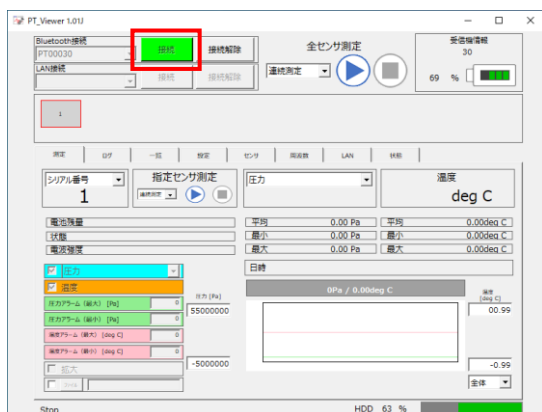 PT_Viewer 1.01J
Bluetooth接続
PT00030
接続
接続解除
LAN接続
接続
接続解除
全センサ測定
連続測定
受信機情報
30
69 %
1
測定 ログ 一覧 設定 センサ 周波数 LAN 状態
シリアル番号
1
指定センサ測定
連続測定
圧力
温度
deg C
電池残量
状態
電波強度
平均 0.00 Pa
最小 0.00 Pa
最大 0.00 Pa
平均 0.00deg C
最小 0.00deg C
最大 0.00deg C
日時
圧力
温度
圧力アラーム (最大) [Pa] 0
圧力アラーム (最小) [Pa] 0
温度アラーム (最大) [deg C] 0
温度アラーム (最小) [deg C] 0
拡大
圧力 [Pa]
55000000
-5000000
0Pa / 0.00deg C
温度
[deg C]
00.99
-0.99
全体
Stop
HDD 63 %